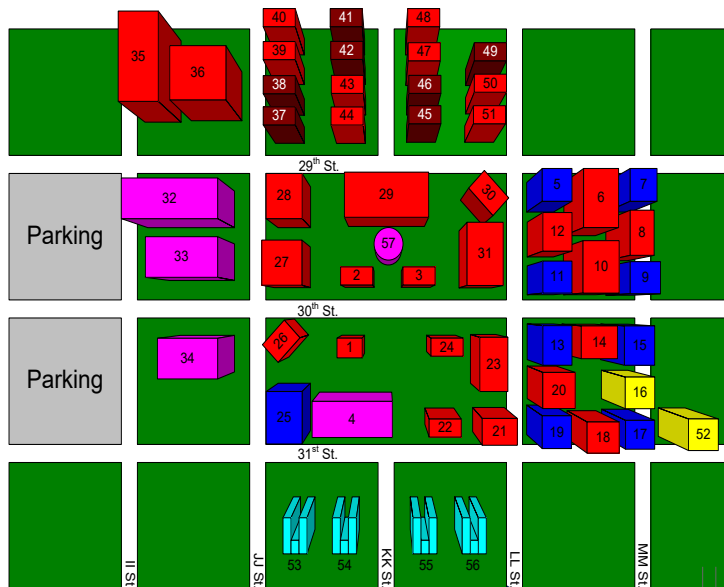 40 41 48
35 36 39 42 47 49
38 43 46 50
37 44 45 51
29th St.
32 28 29 30 5 6 7
Parking 57 12 8
33 27 2 3 31 11 10 9
30th St.
34 26 1 24 23 13 14 15
Parking 20 16
25 4 22 21 19 18 17 52
31st St.
53 54 55 56
II St.
JJ St.
KK St.
LL St.
MM St.